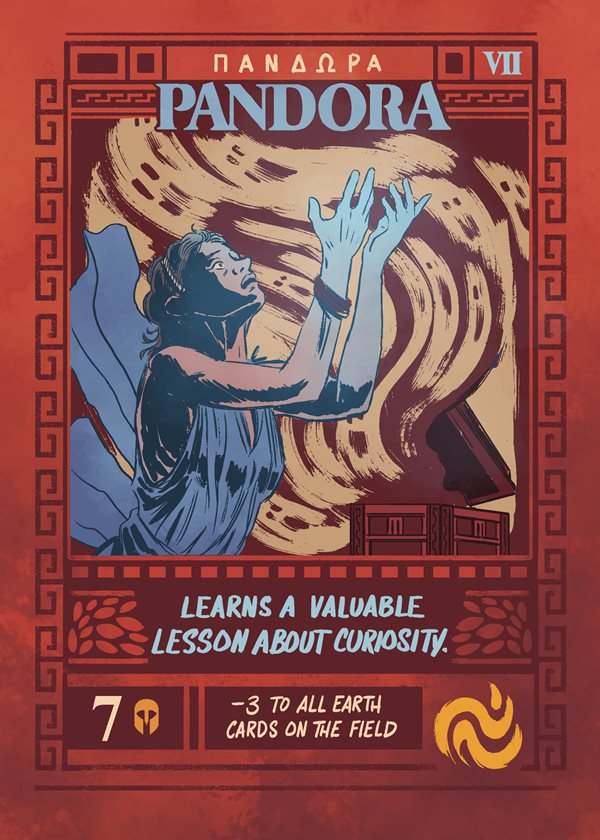 ΠΑΝΔΩΡΑ
VII
PANDORA
LEARNS A VALUABLE
LESSON ABOUT CURIOSITY.
7
-3 TO ALL EARTH
CARDS ON THE FIELD